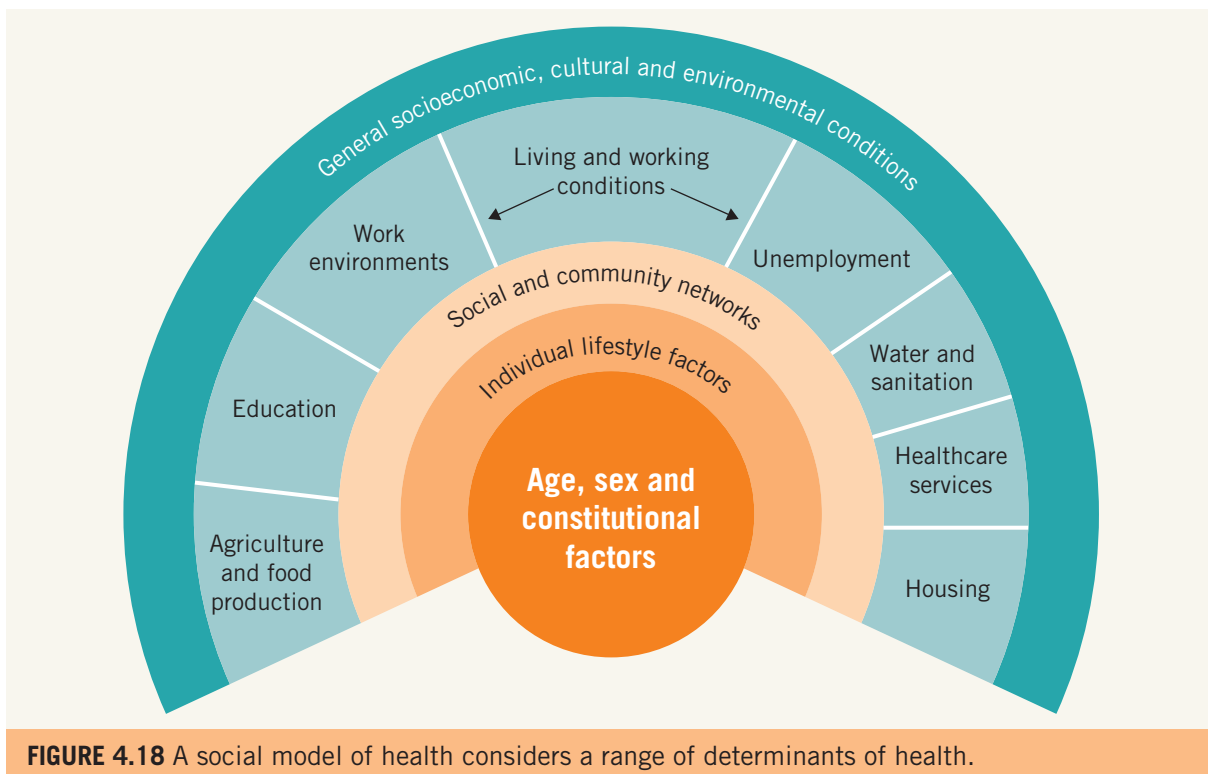 General socioeconomic, cultural and environmental conditions
Living and working
conditions
Work
environments
Unemployment
Social and community networks
Water and
sanitation
Individual lifestyle factors
Education
Healthcare
services
Age, sex and
constitutional
factors
Agriculture
and food
production
Housing
FIGURE 4.18 A social model of health considers a range of determinants of health.